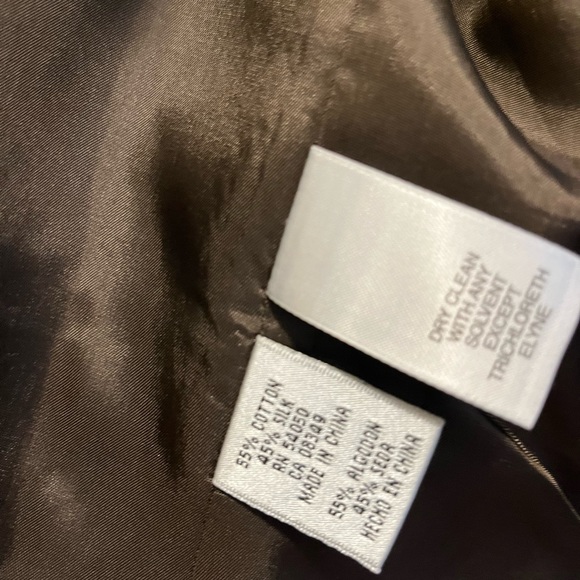 DRY CLEAN
WITH ANY
SOLVENT
EXCEPT
TRICHLORETH
ELYNE
55% COTTON
45% SILK
RN 54050
CA 08349
MADE IN CHINA
55% ALGODON
45% SEDA
HECHO EN CHINA